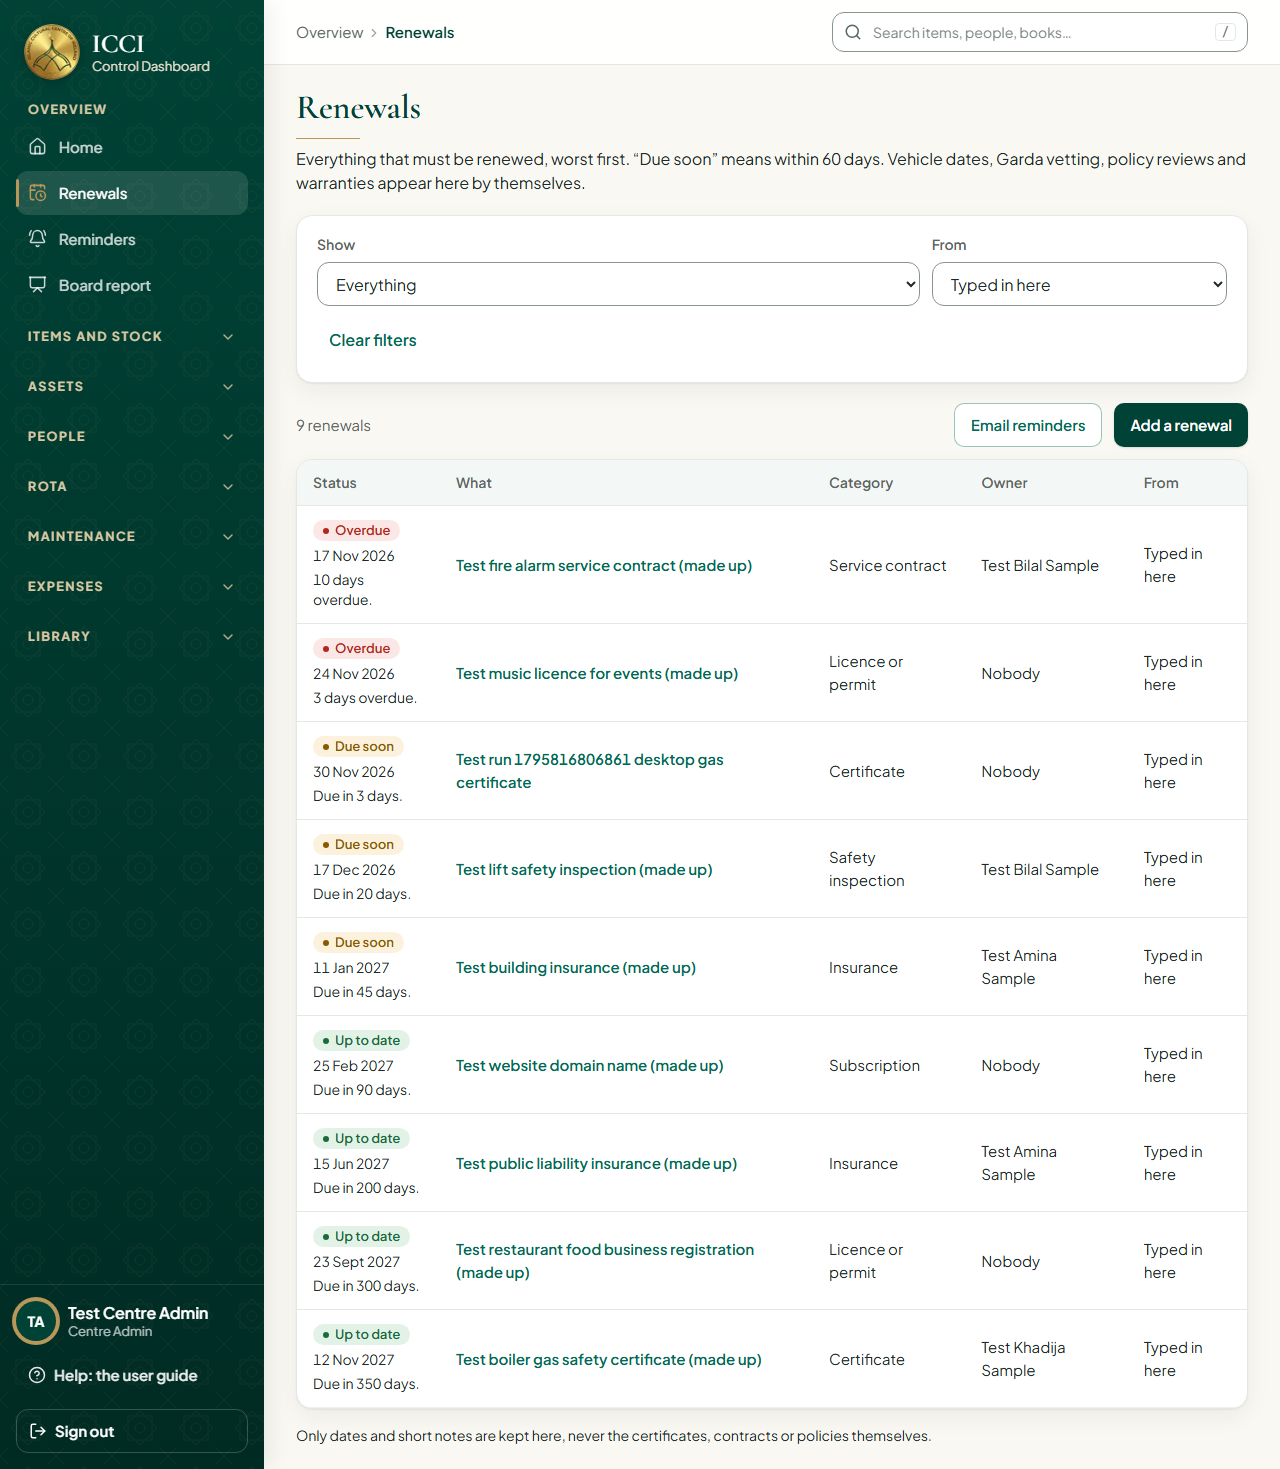 ICCI
Control Dashboard
OVERVIEW
Home
Renewals
Reminders
Board report
ITEMS AND STOCK
ASSETS
PEOPLE
ROTA
MAINTENANCE
EXPENSES
LIBRARY
TA
Test Centre Admin
Centre Admin
Help: the user guide
Sign out
Overview > Renewals
Search items, people, books... /
Renewals
Everything that must be renewed, worst first. “Due soon” means within 60 days. Vehicle dates, Garda vetting, policy reviews and
warranties appear here by themselves.
Show From
Everything Typed in here
Clear filters
9 renewals Email reminders Add a renewal
Status What Category Owner From
Overdue
17 Nov 2026
10 days
overdue.
Test fire alarm service contract (made up)
Service contract
Test Bilal Sample
Typed in
here
Overdue
24 Nov 2026
3 days overdue.
Test music licence for events (made up)
Licence or
permit
Nobody
Typed in
here
Due soon
30 Nov 2026
Due in 3 days.
Test run 1795816806861 desktop gas
certificate
Certificate
Nobody
Typed in
here
Due soon
17 Dec 2026
Due in 20 days.
Test lift safety inspection (made up)
Safety
inspection
Test Bilal Sample
Typed in
here
Due soon
11 Jan 2027
Due in 45 days.
Test building insurance (made up)
Insurance
Test Amina
Sample
Typed in
here
Up to date
25 Feb 2027
Due in 90 days.
Test website domain name (made up)
Subscription
Nobody
Typed in
here
Up to date
15 Jun 2027
Due in 200 days.
Test public liability insurance (made up)
Insurance
Test Amina
Sample
Typed in
here
Up to date
23 Sept 2027
Due in 300 days.
Test restaurant food business registration
(made up)
Licence or
permit
Nobody
Typed in
here
Up to date
12 Nov 2027
Due in 350 days.
Test boiler gas safety certificate (made up)
Certificate
Test Khadija
Sample
Typed in
here
Only dates and short notes are kept here, never the certificates, contracts or policies themselves.